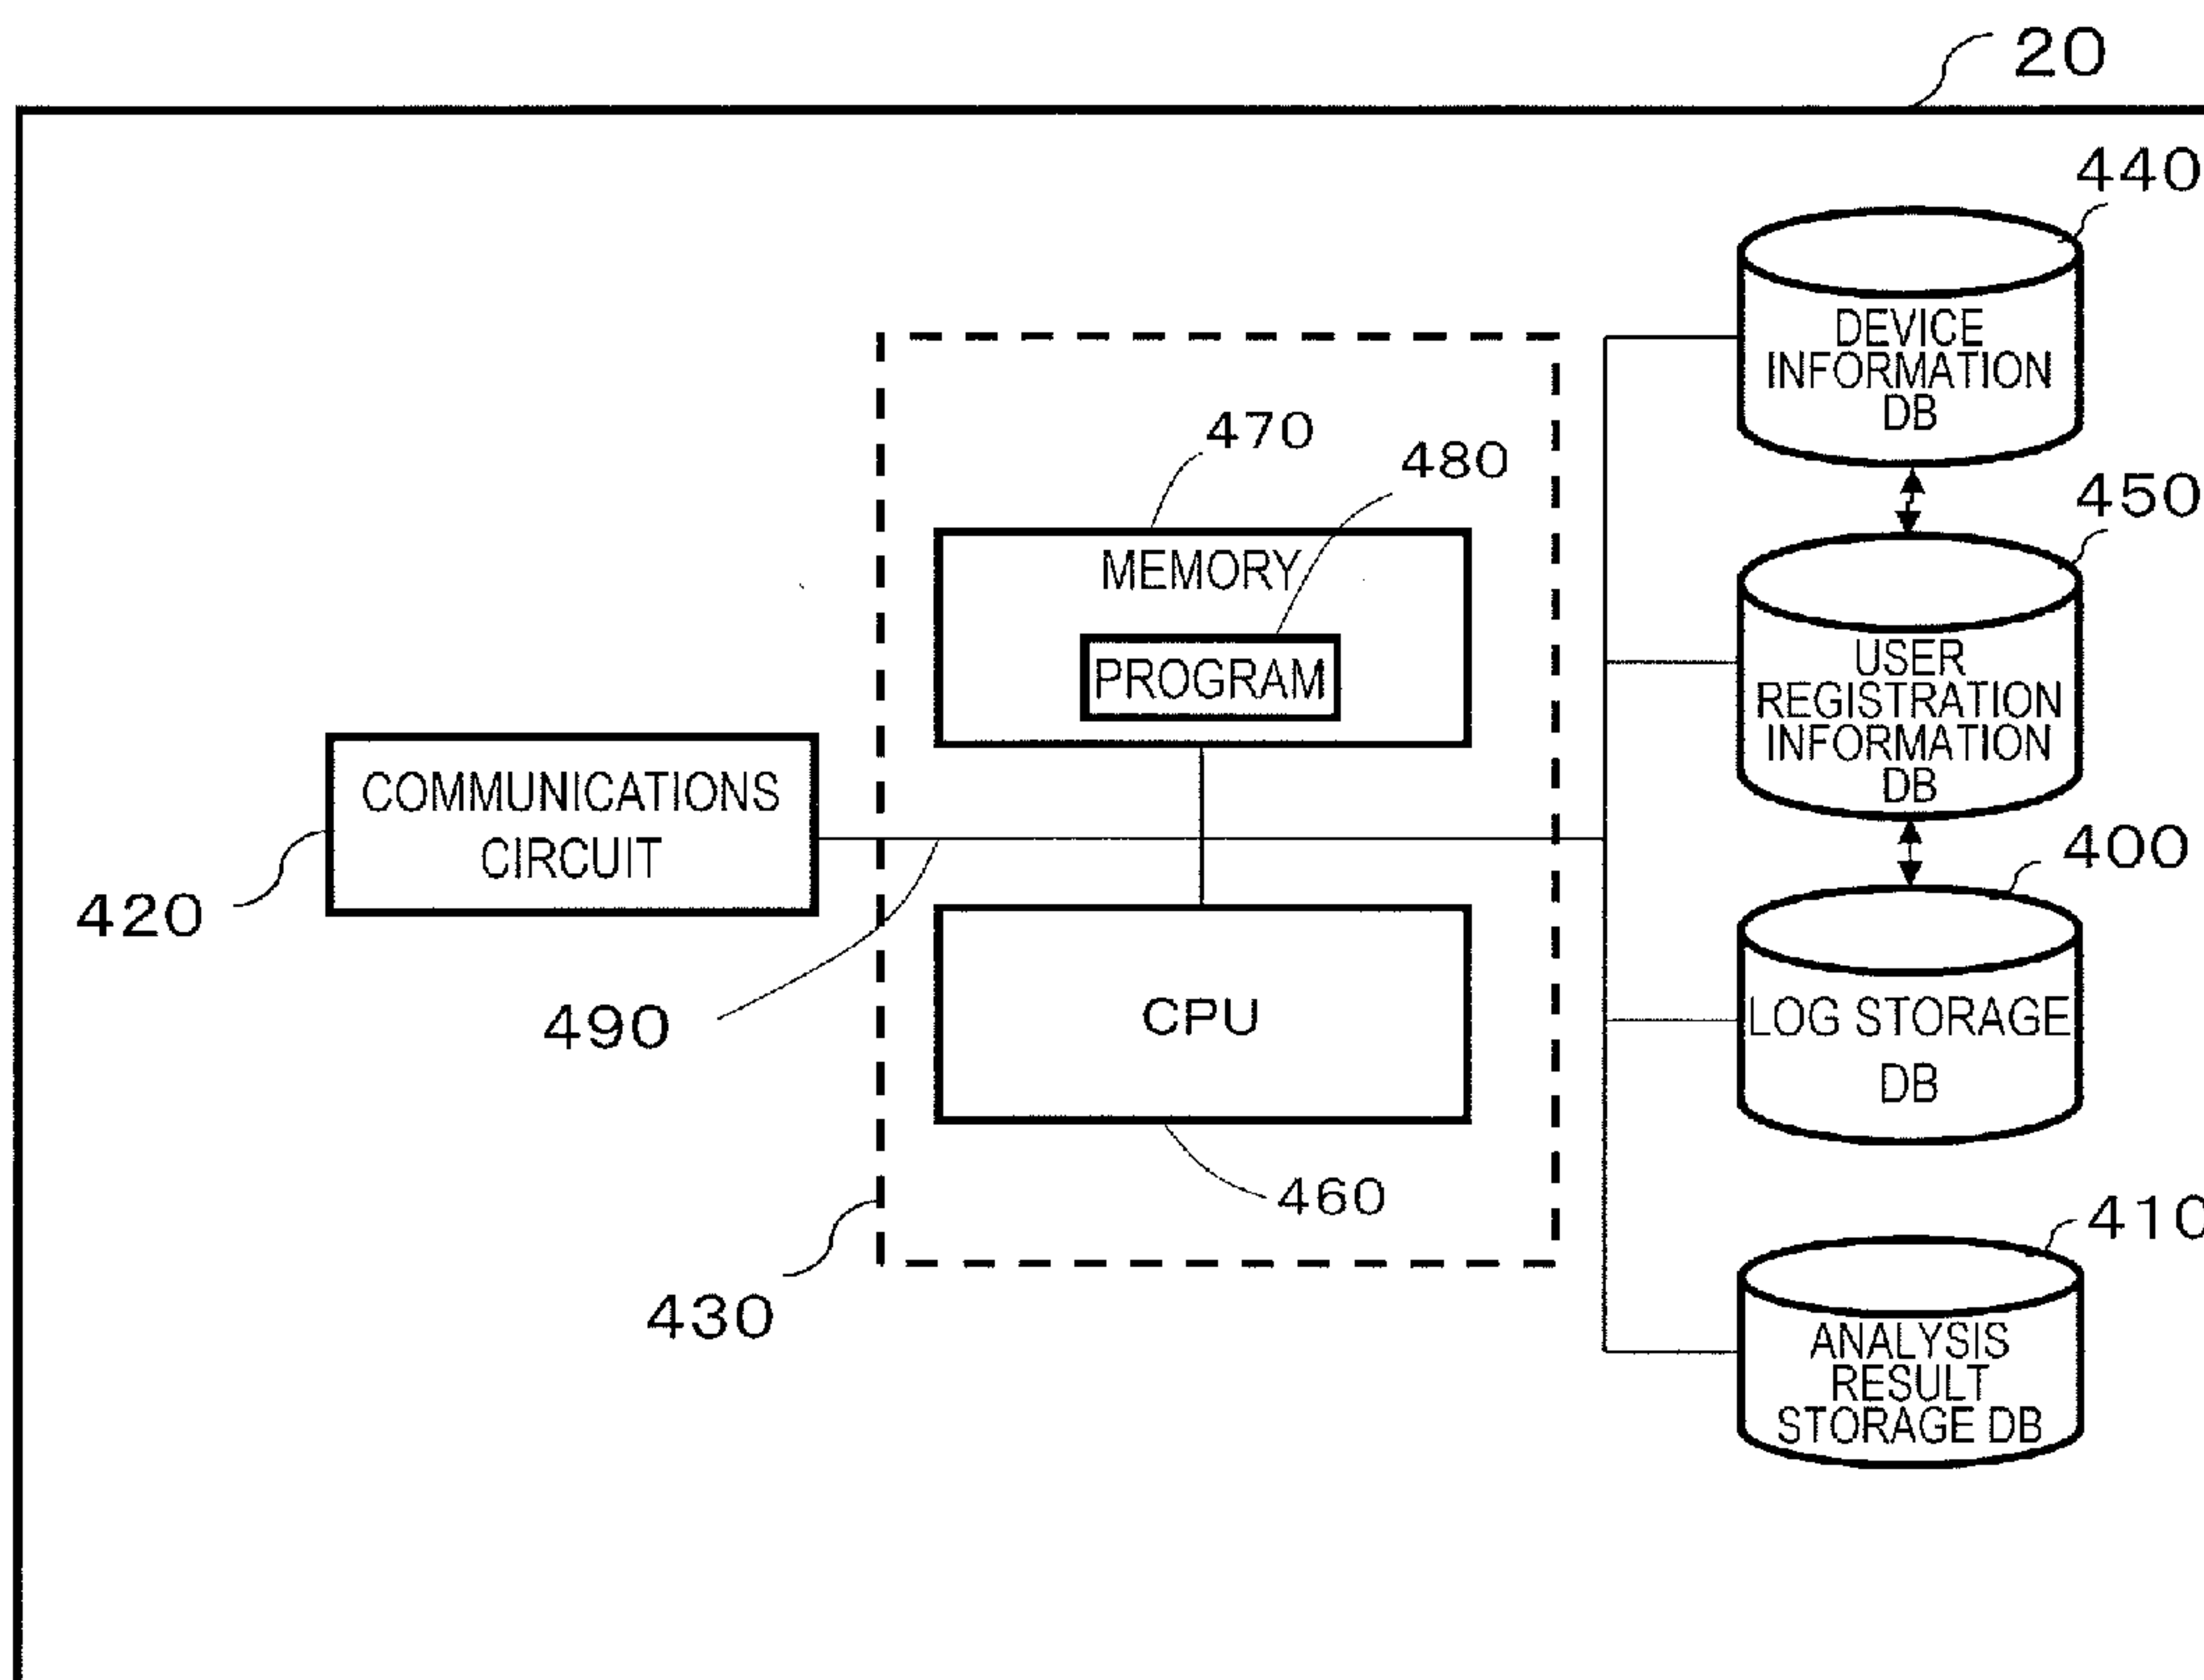 20
440
DEVICE
INFORMATION
DB
470
480
450
MEMORY
PROGRAM
USER
REGISTRATION
INFORMATION
DB
COMMUNICATIONS
CIRCUIT
420
400
490
CPU
LOG STORAGE
DB
460
430
410
ANALYSIS
RESULT
STORAGE DB